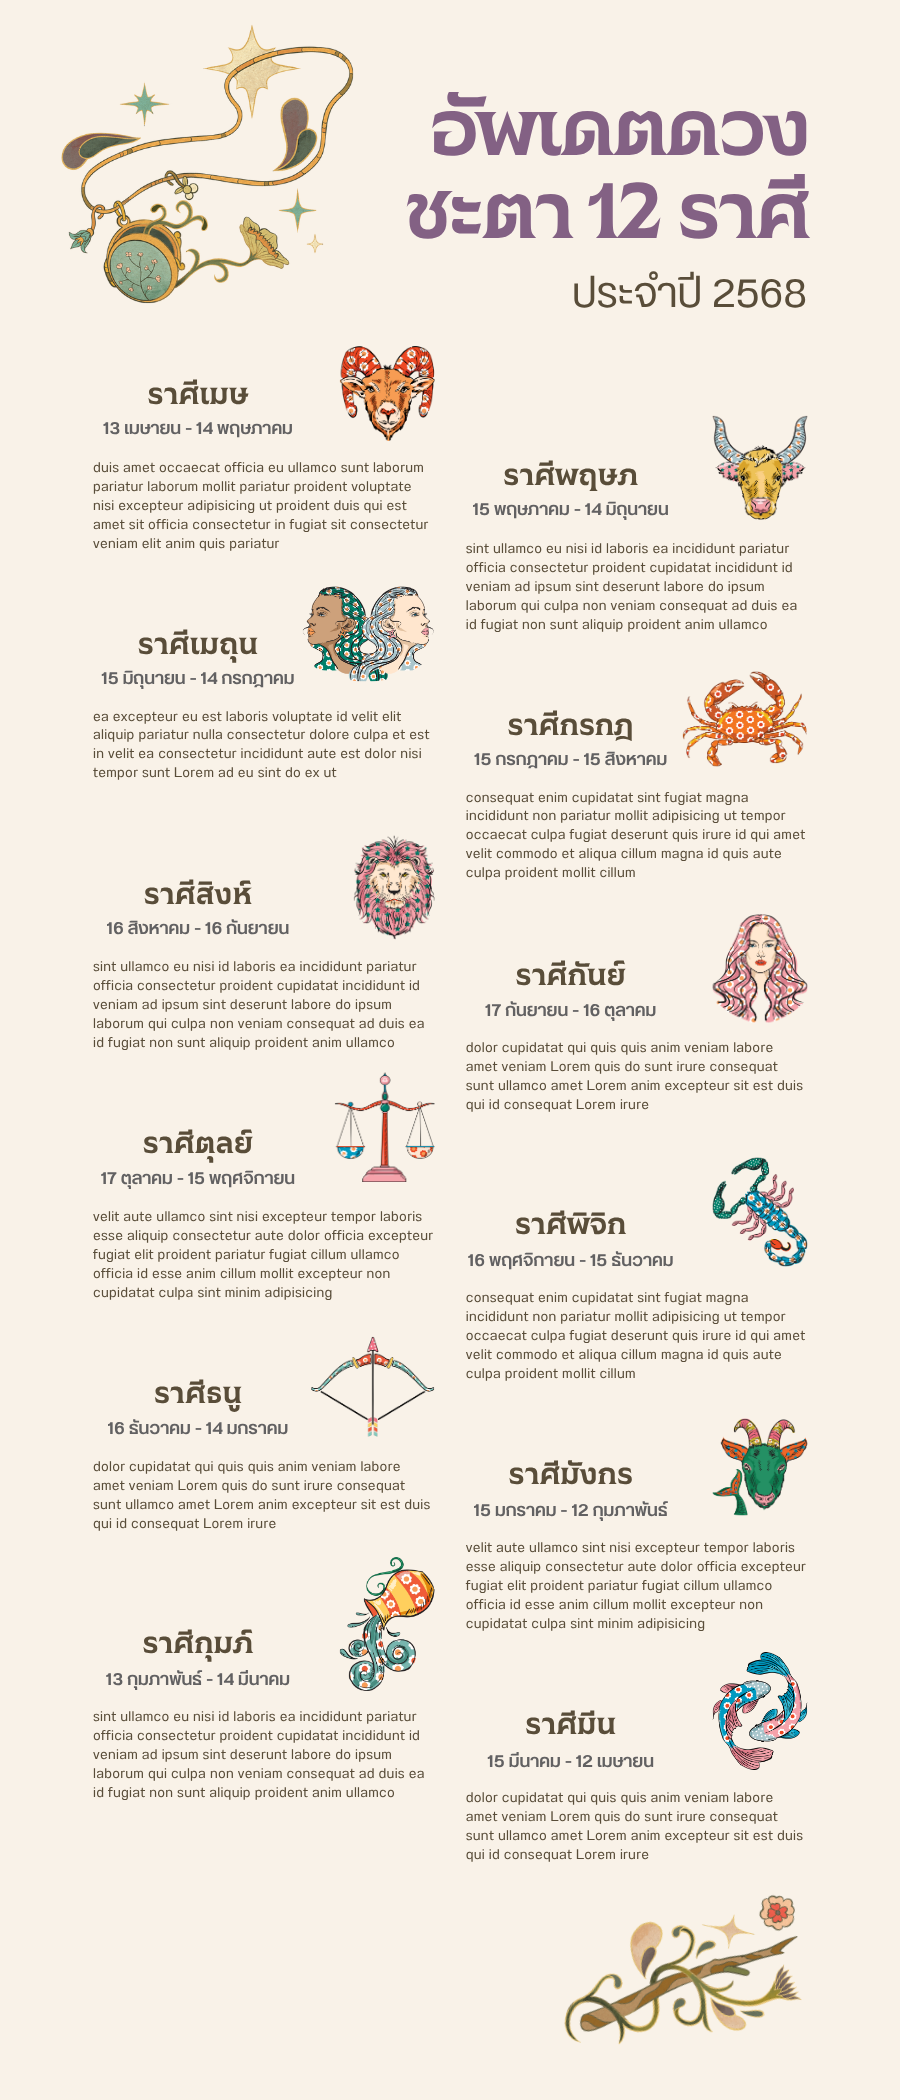 อัพเดตดวง
ชะตา 12 ราศี
ประจำปี 2568
ราศีเมษ
13 เมษายน - 14 พฤษภาคม
duis amet occaecat officia eu ullamco sunt laborum
pariatur laborum mollit pariatur proident voluptate
nisi excepteur adipisicing ut proident duis qui est
amet sit officia consectetur in fugiat sit consectetur
veniam elit anim quis pariatur
ราศีพฤษภ
15 พฤษภาคม - 14 มิถุนายน
sint ullamco eu nisi id laboris ea incididunt pariatur
officia consectetur proident cupidatat incididunt id
veniam ad ipsum sint deserunt labore do ipsum
laborum qui culpa non veniam consequat ad duis ea
id fugiat non sunt aliquip proident anim ullamco
ราศีเมถุน
15 มิถุนายน - 14 กรกฎาคม
ea excepteur eu est laboris voluptate id velit elit
aliquip pariatur nulla consectetur dolore culpa et est
in velit ea consectetur incididunt aute est dolor nisi
tempor sunt Lorem ad eu sint do ex ut
ราศีกรกฎ
15 กรกฎาคม - 15 สิงหาคม
consequat enim cupidatat sint fugiat magna
incididunt non pariatur mollit adipisicing ut tempor
occaecat culpa fugiat deserunt quis irure id qui amet
velit commodo et aliqua cillum magna id quis aute
culpa proident mollit cillum
ราศีสิงห์
16 สิงหาคม - 16 กันยายน
sint ullamco eu nisi id laboris ea incididunt pariatur
officia consectetur proident cupidatat incididunt id
veniam ad ipsum sint deserunt labore do ipsum
laborum qui culpa non veniam consequat ad duis ea
id fugiat non sunt aliquip proident anim ullamco
ราศีกันย์
17 กันยายน - 16 ตุลาคม
dolor cupidatat qui quis quis anim veniam labore
amet veniam Lorem quis do sunt irure consequat
sunt ullamco amet Lorem anim excepteur sit est duis
qui id consequat Lorem irure
ราศีตุลย์
17 ตุลาคม - 15 พฤศจิกายน
velit aute ullamco sint nisi excepteur tempor laboris
esse aliquip consectetur aute dolor officia excepteur
fugiat elit proident pariatur fugiat cillum ullamco
officia id esse anim cillum mollit excepteur non
cupidatat culpa sint minim adipisicing
ราศีพิจิก
16 พฤศจิกายน - 15 ธันวาคม
consequat enim cupidatat sint fugiat magna
incididunt non pariatur mollit adipisicing ut tempor
occaecat culpa fugiat deserunt quis irure id qui amet
velit commodo et aliqua cillum magna id quis aute
culpa proident mollit cillum
ราศีธนู
16 ธันวาคม - 14 มกราคม
dolor cupidatat qui quis quis anim veniam labore
amet veniam Lorem quis do sunt irure consequat
sunt ullamco amet Lorem anim excepteur sit est duis
qui id consequat Lorem irure
ราศีมังกร
15 มกราคม - 12 กุมภาพันธ์
velit aute ullamco sint nisi excepteur tempor laboris
esse aliquip consectetur aute dolor officia excepteur
fugiat elit proident pariatur fugiat cillum ullamco
officia id esse anim cillum mollit excepteur non
cupidatat culpa sint minim adipisicing
ราศีกุมภ์
13 กุมภาพันธ์ - 14 มีนาคม
sint ullamco eu nisi id laboris ea incididunt pariatur
officia consectetur proident cupidatat incididunt id
veniam ad ipsum sint deserunt labore do ipsum
laborum qui culpa non veniam consequat ad duis ea
id fugiat non sunt aliquip proident anim ullamco
ราศีมีน
15 มีนาคม - 12 เมษายน
dolor cupidatat qui quis quis anim veniam labore
amet veniam Lorem quis do sunt irure consequat
sunt ullamco amet Lorem anim excepteur sit est duis
qui id consequat Lorem irure